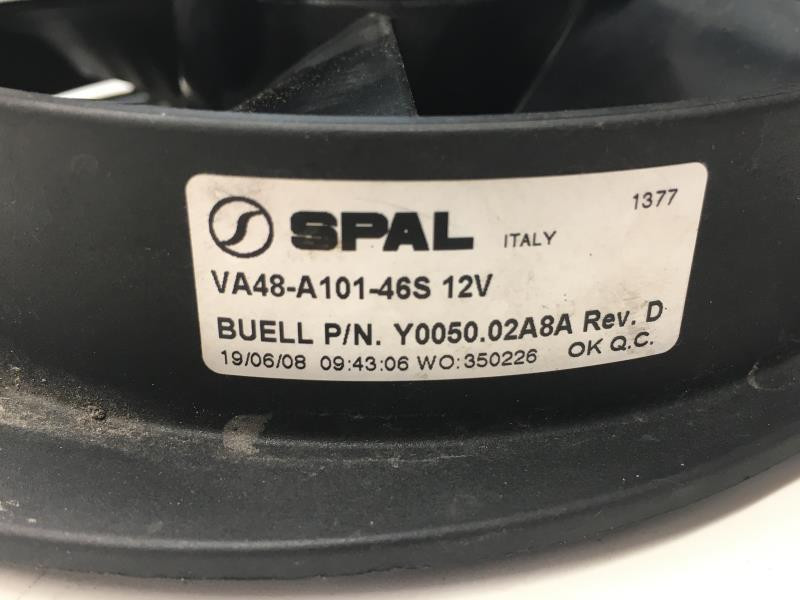 SPAL ITALY 1377
VA48-A101-46S 12V
BUELL P/N. Y0050.02A8A Rev. D
19/06/08 09:43:06 WO:350226 OK Q.C.